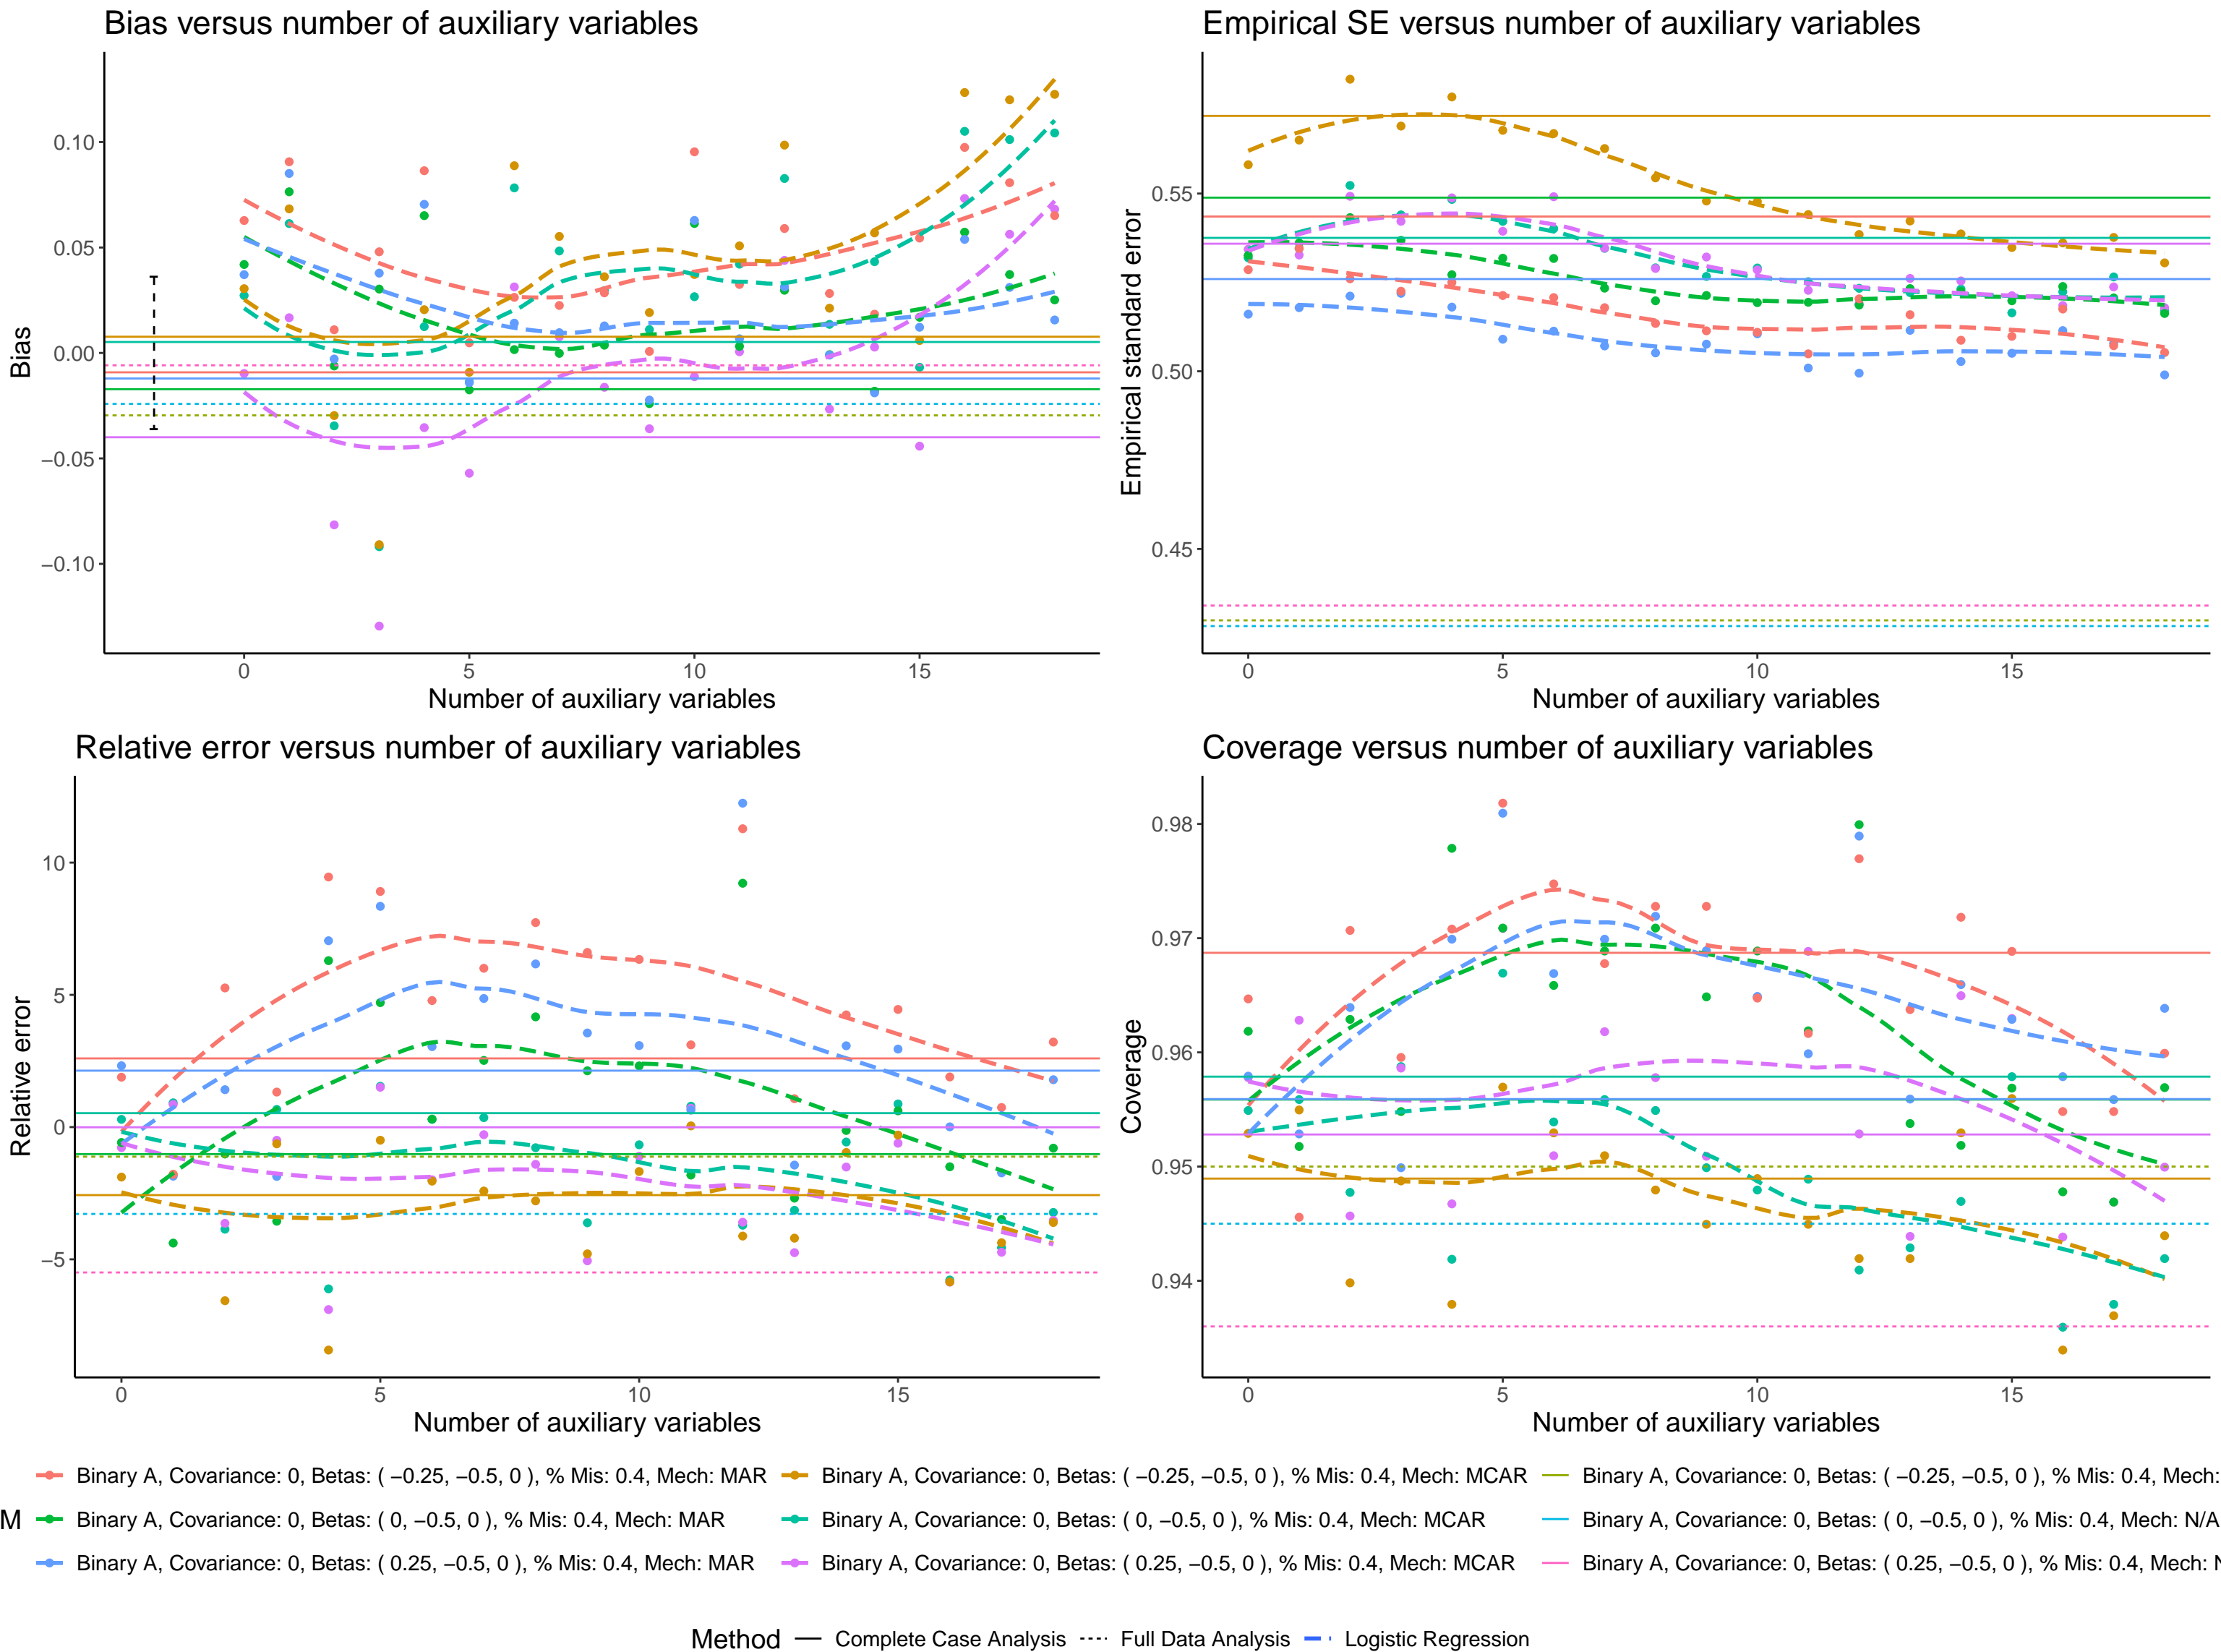 Bias versus number of auxiliary variables
Empirical SE versus number of auxiliary variables
Bias
0.10
0.05
0.00
−0.05
−0.10
0 5 10 15
Number of auxiliary variables
Empirical standard error
0.55
0.50
0.45
0 5 10 15
Number of auxiliary variables
Relative error versus number of auxiliary variables
Coverage versus number of auxiliary variables
Relative error
10
5
0
−5
0 5 10 15
Number of auxiliary variables
Coverage
0.98
0.97
0.96
0.95
0.94
0 5 10 15
Number of auxiliary variables
Binary A, Covariance: 0, Betas: ( −0.25, −0.5, 0 ), % Mis: 0.4, Mech: MAR
Binary A, Covariance: 0, Betas: ( −0.25, −0.5, 0 ), % Mis: 0.4, Mech: MCAR
Binary A, Covariance: 0, Betas: ( −0.25, −0.5, 0 ), % Mis: 0.4, Mech:
M
Binary A, Covariance: 0, Betas: ( 0, −0.5, 0 ), % Mis: 0.4, Mech: MAR
Binary A, Covariance: 0, Betas: ( 0, −0.5, 0 ), % Mis: 0.4, Mech: MCAR
Binary A, Covariance: 0, Betas: ( 0, −0.5, 0 ), % Mis: 0.4, Mech: N/A
Binary A, Covariance: 0, Betas: ( 0.25, −0.5, 0 ), % Mis: 0.4, Mech: MAR
Binary A, Covariance: 0, Betas: ( 0.25, −0.5, 0 ), % Mis: 0.4, Mech: MCAR
Binary A, Covariance: 0, Betas: ( 0.25, −0.5, 0 ), % Mis: 0.4, Mech:
Method Complete Case Analysis Full Data Analysis Logistic Regression